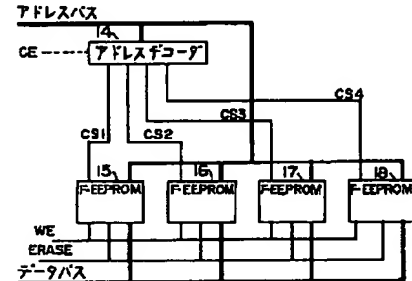 アドレスバス
14
CE
アドレスデコーダ
CS4
CS3
CS1
CS2
15
16
17
18
F-EEPROM
F-EEPROM
F-EEPROM
F-EEPROM
WE
ERASE
データバス